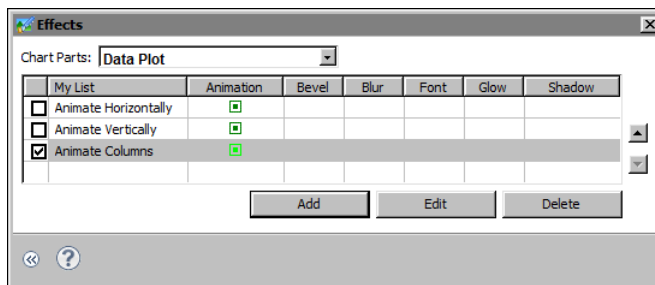 Effects
Chart Parts: Data Plot
My List Animation Bevel Blur Font Glow Shadow
Animate Horizontally
Animate Vertically
Animate Columns
Add Edit Delete
?